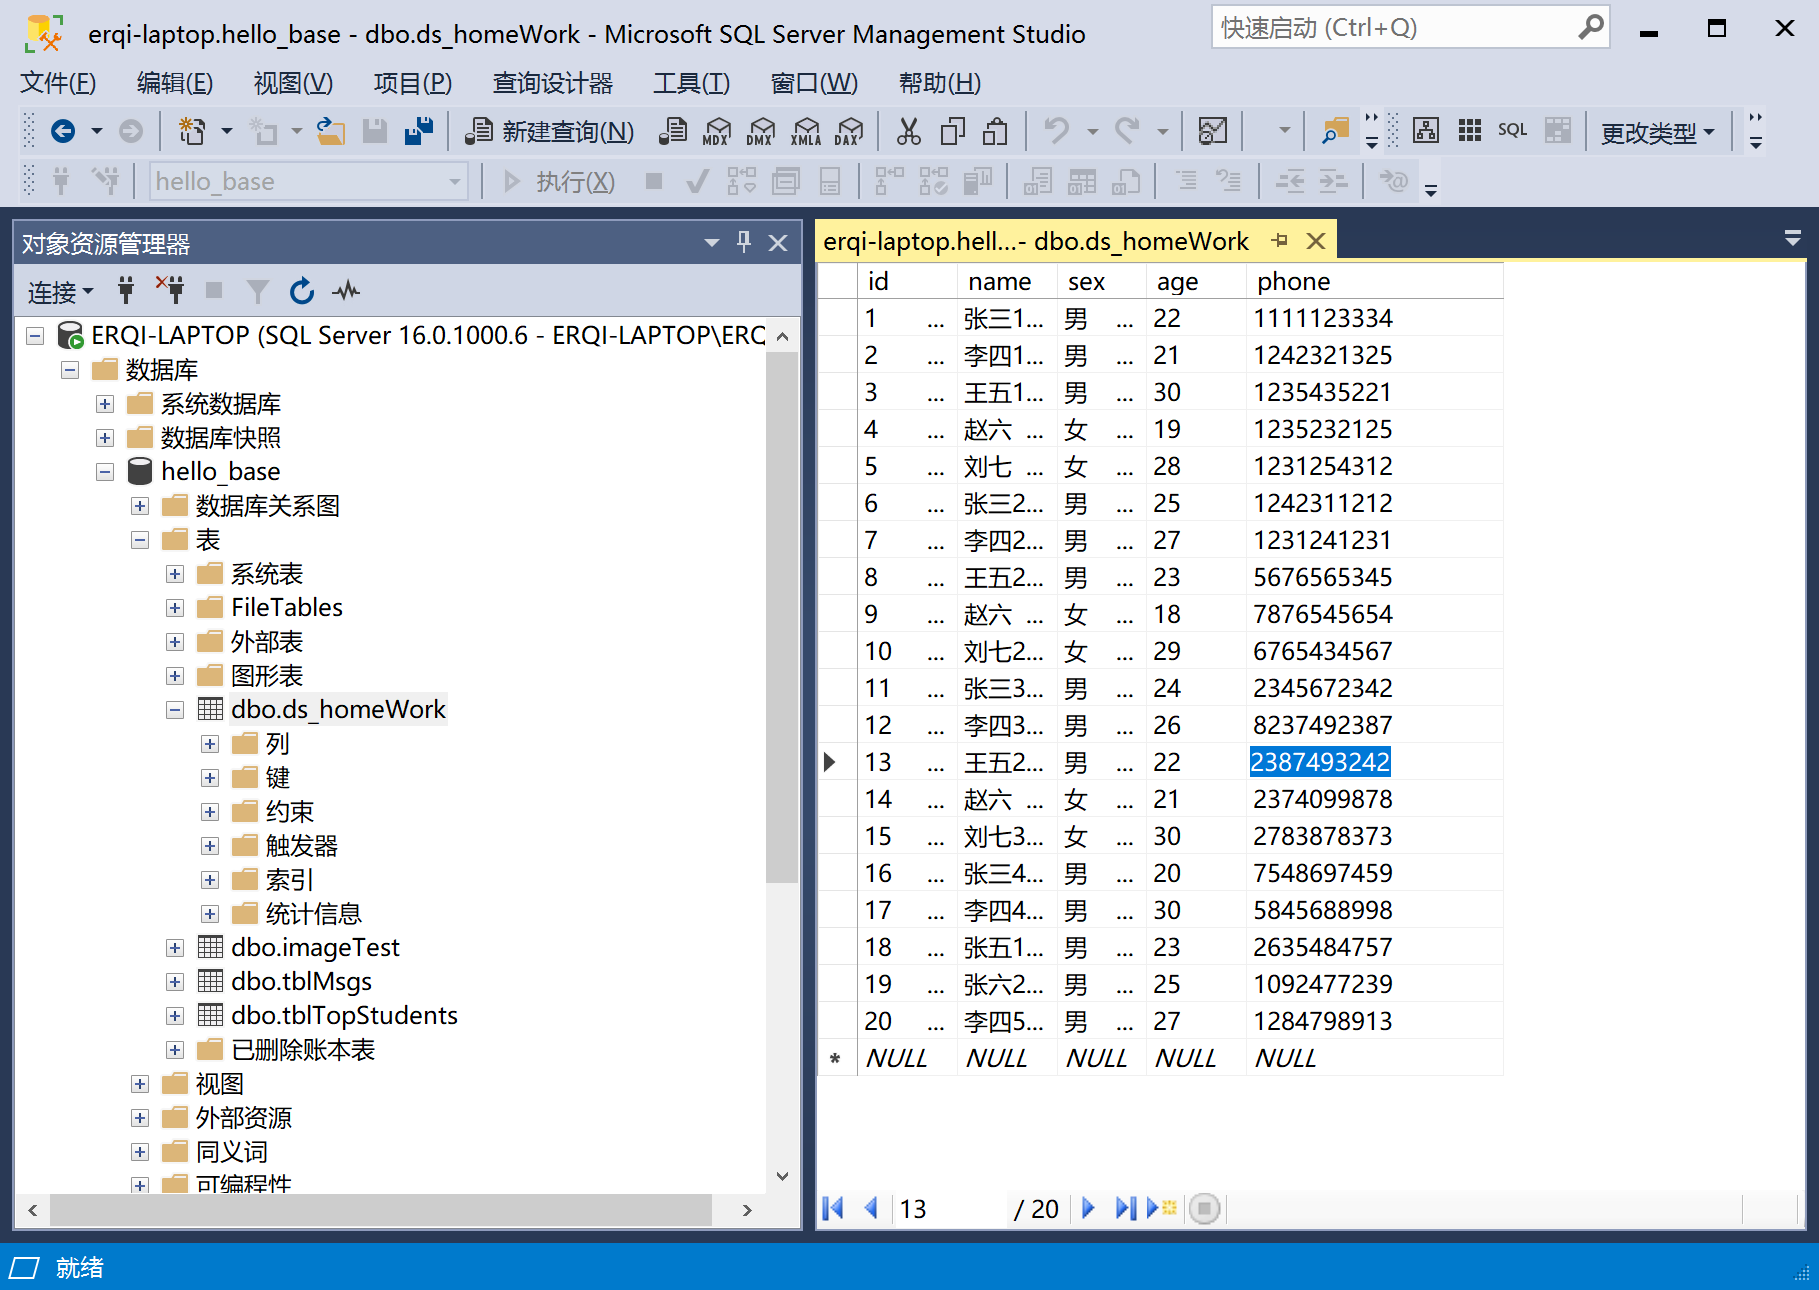 erqi-laptop.hello_base - dbo.ds_homeWork - Microsoft SQL Server Management Studio
快速启动 (Ctrl+Q)
文件(F) 编辑(E) 视图(V) 项目(P) 查询设计器 工具(T) 窗口(W) 帮助(H)
新建查询(N) MDX DMX XMLA DAX SQL 更改类型
hello_base 执行(X)
对象资源管理器
连接
ERQI-LAPTOP (SQL Server 16.0.1000.6 - ERQI-LAPTOP\ERQ
数据库
系统数据库
数据库快照
hello_base
数据库关系图
表
系统表
FileTables
外部表
图形表
dbo.ds_homeWork
列
键
约束
触发器
索引
统计信息
dbo.imageTest
dbo.tblMsgs
dbo.tblTopStudents
已删除账本表
视图
外部资源
同义词
可编程性
erqi-laptop.hell...- dbo.ds_homeWork
id name sex age phone
1 ... 张三1... 男 ... 22 1111123334
2 ... 李四1... 男 ... 21 1242321325
3 ... 王五1... 男 ... 30 1235435221
4 ... 赵六 ... 女 ... 19 1235232125
5 ... 刘七 ... 女 ... 28 1231254312
6 ... 张三2... 男 ... 25 1242311212
7 ... 李四2... 男 ... 27 1231241231
8 ... 王五2... 男 ... 23 5676565345
9 ... 赵六 ... 女 ... 18 7876545654
10 ... 刘七2... 女 ... 29 6765434567
11 ... 张三3... 男 ... 24 2345672342
12 ... 李四3... 男 ... 26 8237492387
13 ... 王五2... 男 ... 22 2387493242
14 ... 赵六 ... 女 ... 21 2374099878
15 ... 刘七3... 女 ... 30 2783878373
16 ... 张三4... 男 ... 20 7548697459
17 ... 李四4... 男 ... 30 5845688998
18 ... 张五1... 男 ... 23 2635484757
19 ... 张六2... 男 ... 25 1092477239
20 ... 李四5... 男 ... 27 1284798913
* NULL NULL NULL NULL NULL
13 / 20
就绪